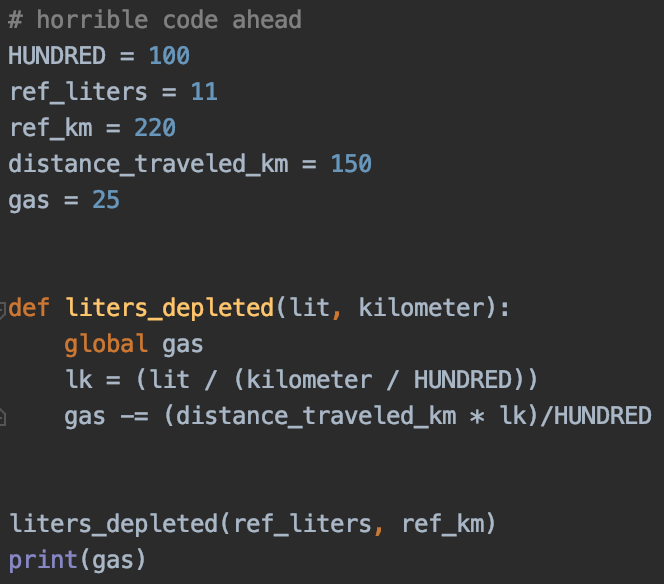 # horrible code ahead
HUNDRED = 100
ref_liters = 11
ref_km = 220
distance_traveled_km = 150
gas = 25
def liters_depleted(lit, kilometer):
    global gas
    lk = (lit / (kilometer / HUNDRED))
    gas -= (distance_traveled_km * lk)/HUNDRED
liters_depleted(ref_liters, ref_km)
print(gas)